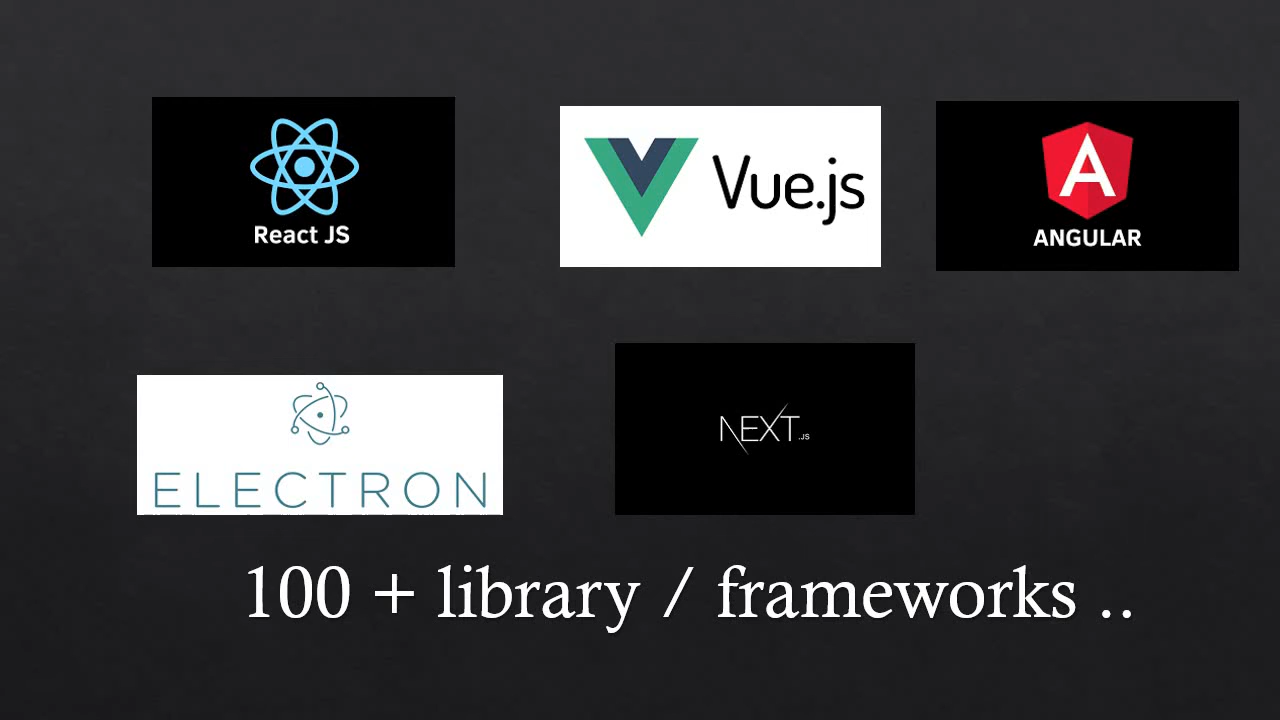 React JS
Vue.js
ANGULAR
ELECTRON
NEXT.JS
100 + library / frameworks ..